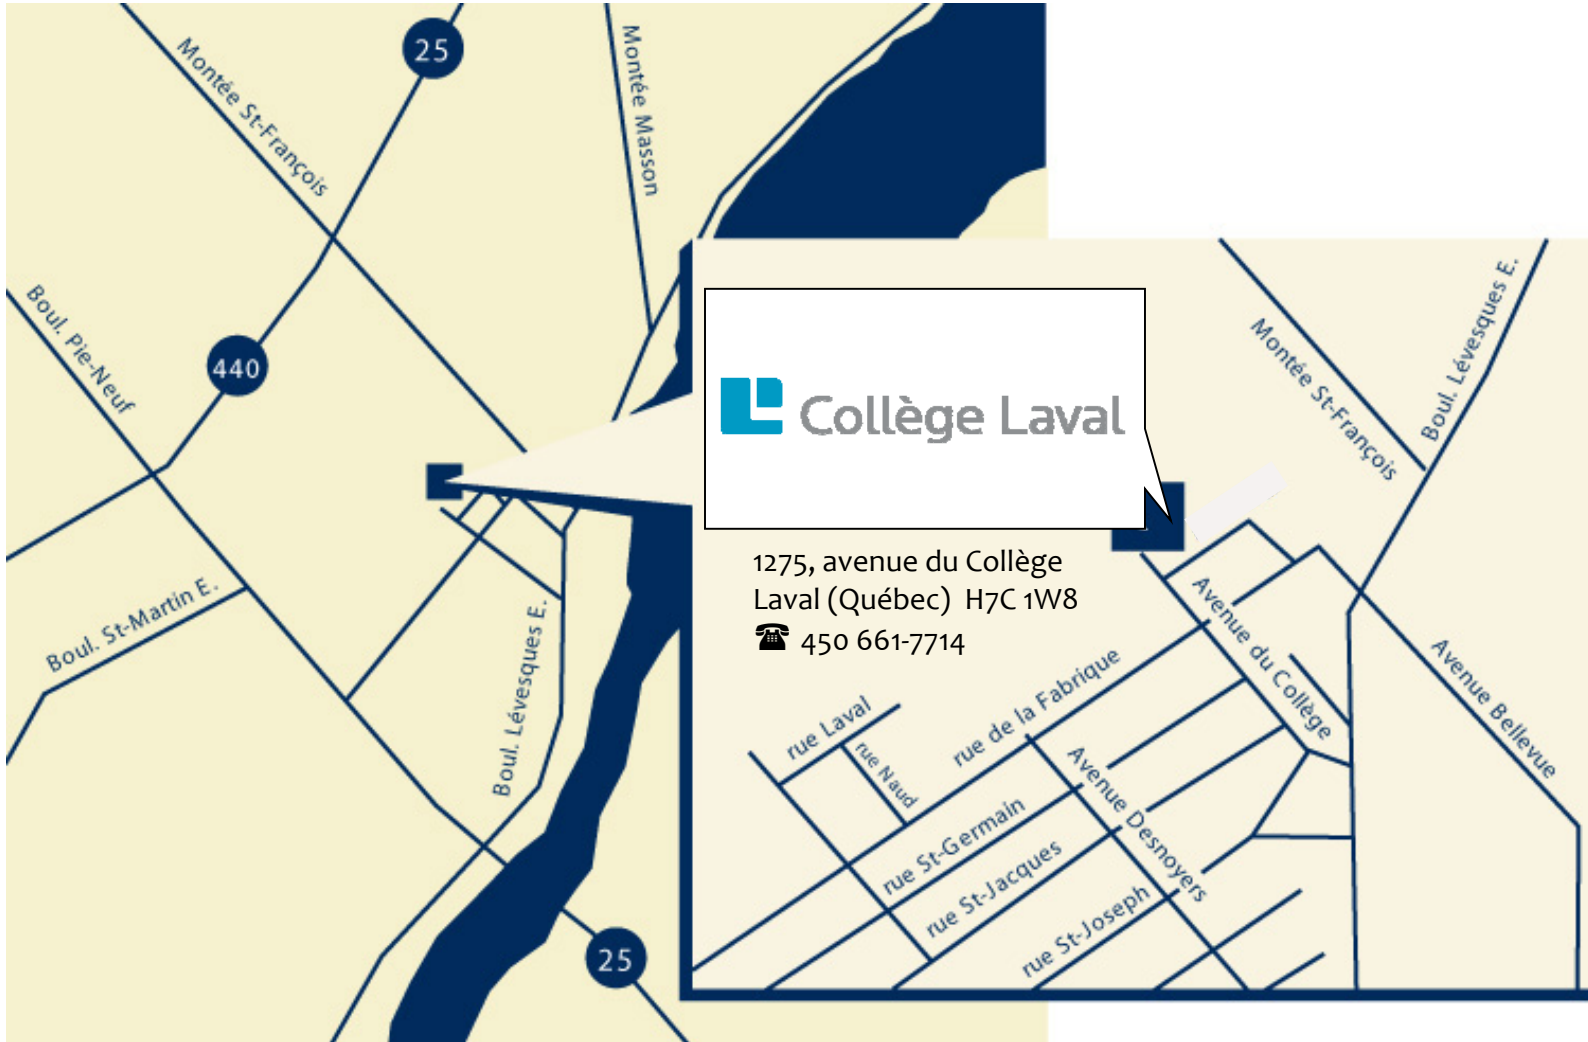 25
Montée St-François
Montée Masson
Boul. Pie-Neuf
440
Boul. St-Martin E.
Boul. Lévesques E.
25
Collège Laval
1275, avenue du Collège
Laval (Québec)  H7C 1W8
☎ 450 661-7714
Montée St-François
Boul. Lévesques E.
Avenue du Collège
Avenue Bellevue
rue Laval
rue Naud
rue de la Fabrique
Avenue Desnoyers
rue St-Germain
rue St-Jacques
rue St-Joseph